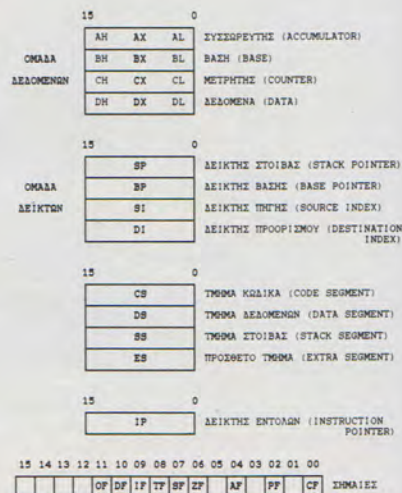 15 0
AH AX AL ΣΥΣΣΩΡΕΥΤΗΣ (ACCUMULATOR)
ΟΜΑΔΑ BH BX BL ΒΑΣΗ (BASE)
ΔΕΔΟΜΕΝΩΝ CH CX CL ΜΕΤΡΗΤΗΣ (COUNTER)
DH DX DL ΔΕΔΟΜΕΝΑ (DATA)
15 0
SP ΔΕΙΚΤΗΣ ΣΤΟΙΒΑΣ (STACK POINTER)
ΟΜΑΔΑ BP ΔΕΙΚΤΗΣ ΒΑΣΗΣ (BASE POINTER)
ΔΕΙΚΤΩΝ SI ΔΕΙΚΤΗΣ ΠΗΓΗΣ (SOURCE INDEX)
DI ΔΕΙΚΤΗΣ ΠΡΟΟΡΙΣΜΟΥ (DESTINATION
INDEX)
15 0
CS ΤΜΗΜΑ ΚΩΔΙΚΑ (CODE SEGMENT)
DS ΤΜΗΜΑ ΔΕΔΟΜΕΝΩΝ (DATA SEGMENT)
SS ΤΜΗΜΑ ΣΤΟΙΒΑΣ (STACK SEGMENT)
ES ΠΡΟΣΘΕΤΟ ΤΜΗΜΑ (EXTRA SEGMENT)
15 0
IP ΔΕΙΚΤΗΣ ΕΝΤΟΛΩΝ (INSTRUCTION
POINTER)
15 14 13 12 11 10 09 08 07 06 05 04 03 02 01 00
OF DF IF TF SF ZF AF PF CF ΣΗΜΑΙΕΣ